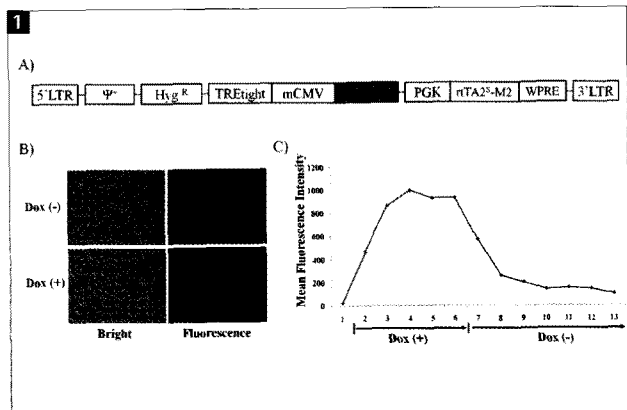 1
A)
5'LTR Ψ+ Hyg R TREtight mCMV PGK rtTA2S-M2 WPRE 3'LTR
B)
Dox (-)
Dox (+)
Bright Fluorescence
C)
Mean Fluorescence Intensity
1200
1000
800
600
400
200
0
1 2 3 4 5 6 7 8 9 10 11 12 13
Dox (+) Dox (-)